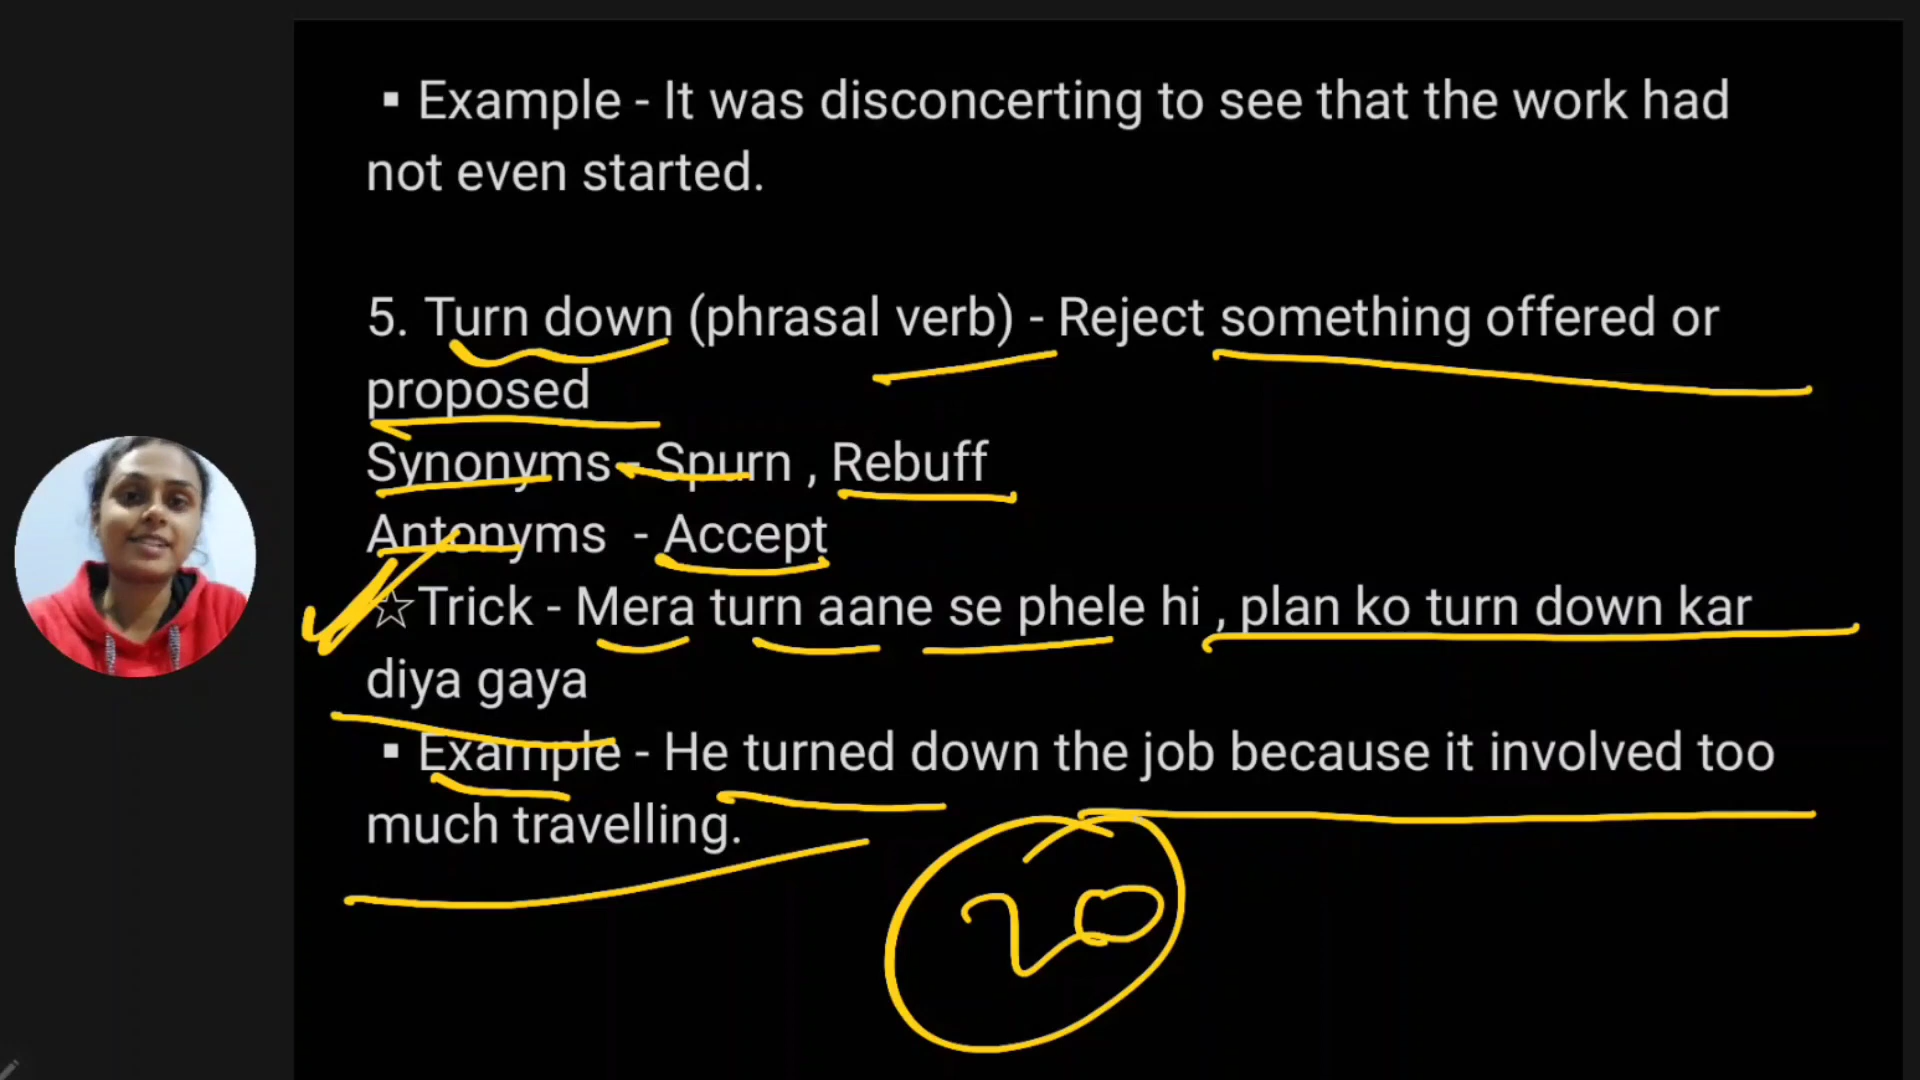 ▪ Example - It was disconcerting to see that the work had
not even started.
5. Turn down (phrasal verb) - Reject something offered or
proposed
Synonyms - Spurn , Rebuff
Antonyms - Accept
☆Trick - Mera turn aane se phele hi , plan ko turn down kar
diya gaya
▪ Example - He turned down the job because it involved too
much travelling.
20